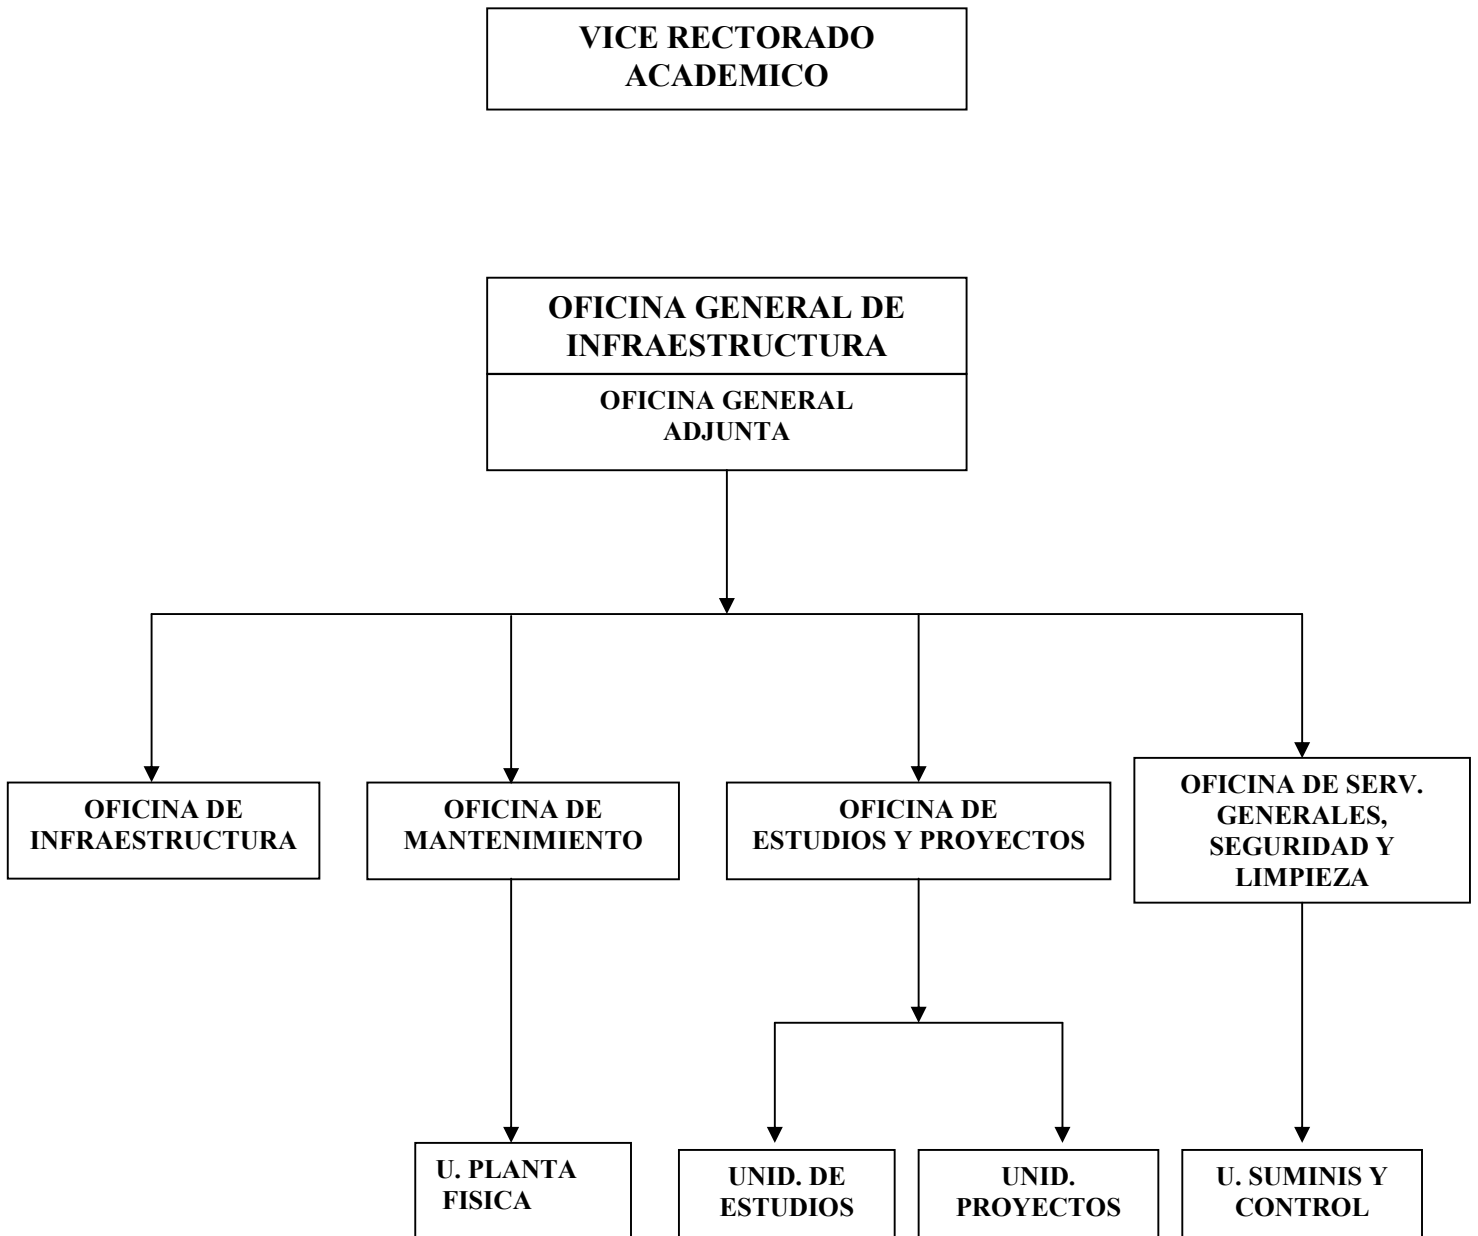 VICE RECTORADO
ACADEMICO
OFICINA GENERAL DE
INFRAESTRUCTURA
OFICINA GENERAL
ADJUNTA
OFICINA DE
INFRAESTRUCTURA
OFICINA DE
MANTENIMIENTO
OFICINA DE
ESTUDIOS Y PROYECTOS
OFICINA DE SERV.
GENERALES,
SEGURIDAD Y
LIMPIEZA
U. PLANTA
FISICA
UNID. DE
ESTUDIOS
UNID.
PROYECTOS
U. SUMINIS Y
CONTROL